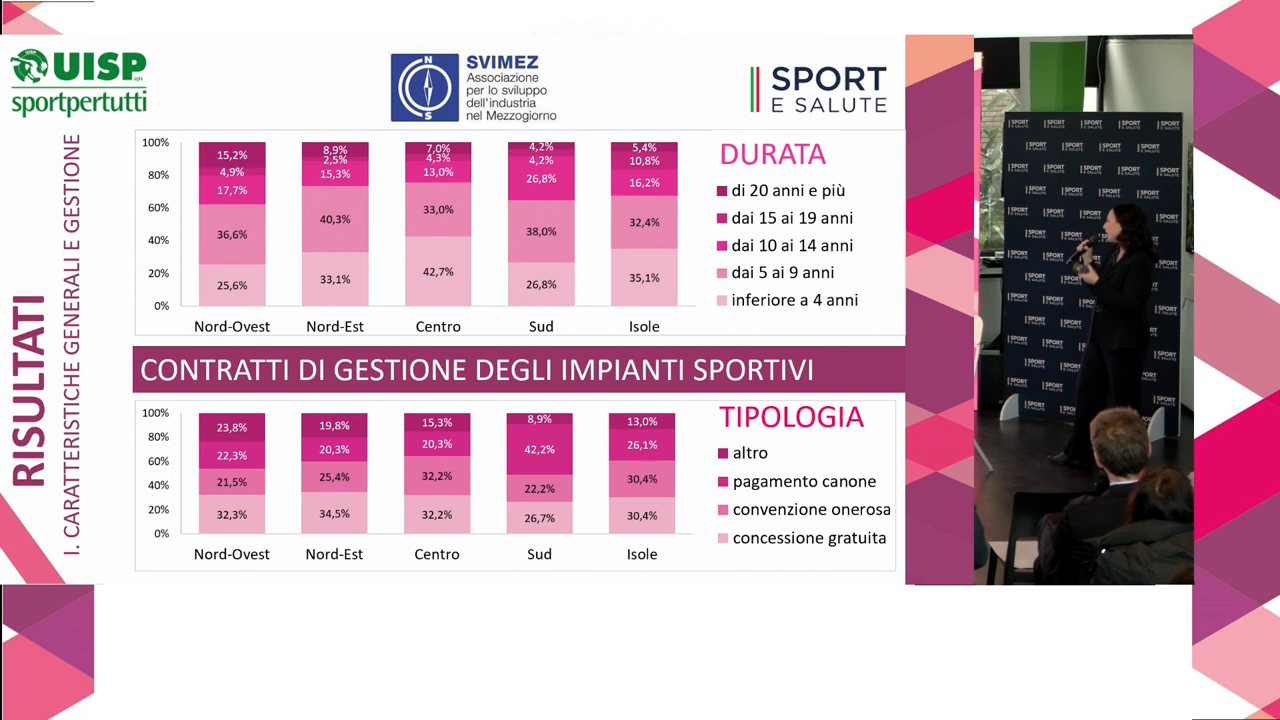 UISP aps
sportpertutti
N
S
SVIMEZ
Associazione
per lo sviluppo
dell'industria
nel Mezzogiorno
SPORT
E SALUTE
RISULTATI
I. CARATTERISTICHE GENERALI E GESTIONE
100%
80%
60%
40%
20%
0%
15,2%
4,9%
17,7%
36,6%
25,6%
8,9%
2,5%
15,3%
40,3%
33,1%
7,0%
4,3%
13,0%
33,0%
42,7%
4,2%
4,2%
26,8%
38,0%
26,8%
5,4%
10,8%
16,2%
32,4%
35,1%
Nord-Ovest
Nord-Est
Centro
Sud
Isole
DURATA
di 20 anni e più
dai 15 ai 19 anni
dai 10 ai 14 anni
dai 5 ai 9 anni
inferiore a 4 anni
CONTRATTI DI GESTIONE DEGLI IMPIANTI SPORTIVI
100%
80%
60%
40%
20%
0%
23,8%
22,3%
21,5%
32,3%
19,8%
20,3%
25,4%
34,5%
15,3%
20,3%
32,2%
32,2%
8,9%
42,2%
22,2%
26,7%
13,0%
26,1%
30,4%
30,4%
Nord-Ovest
Nord-Est
Centro
Sud
Isole
TIPOLOGIA
altro
pagamento canone
convenzione onerosa
concessione gratuita
SPORT
E SALUTE